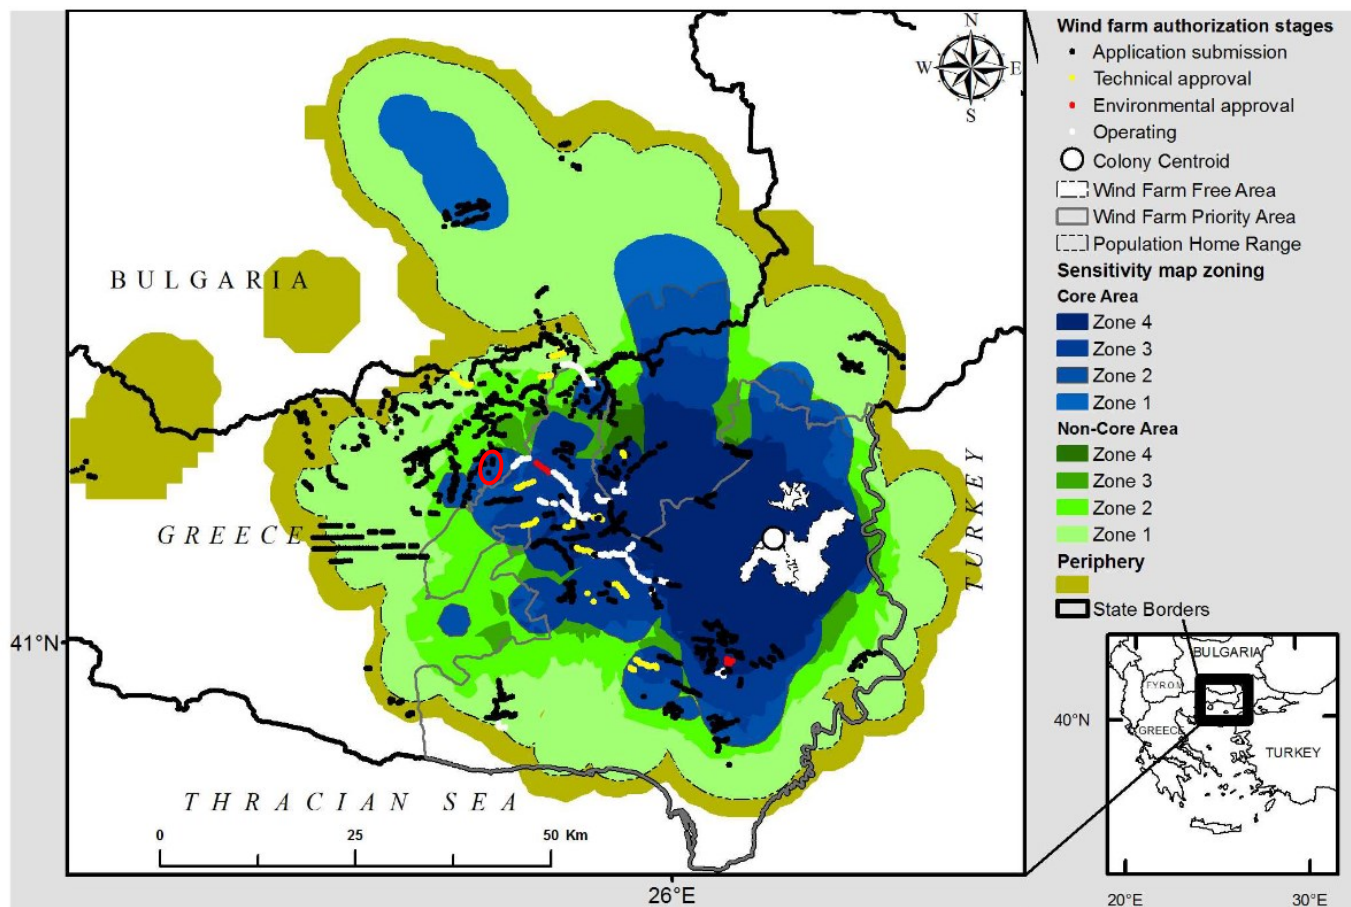 N
W E
S
BULGARIA
GREECE
TURKEY
THRACIAN SEA
0 25 50 Km
41°N
26°E
Wind farm authorization stages
Application submission
Technical approval
Environmental approval
Operating
Colony Centroid
Wind Farm Free Area
Wind Farm Priority Area
Population Home Range
Sensitivity map zoning
Core Area
Zone 4
Zone 3
Zone 2
Zone 1
Non-Core Area
Zone 4
Zone 3
Zone 2
Zone 1
Periphery
State Borders
BULGARIA
F.Y.R.O.M
GREECE
TURKEY
40°N
20°E 30°E